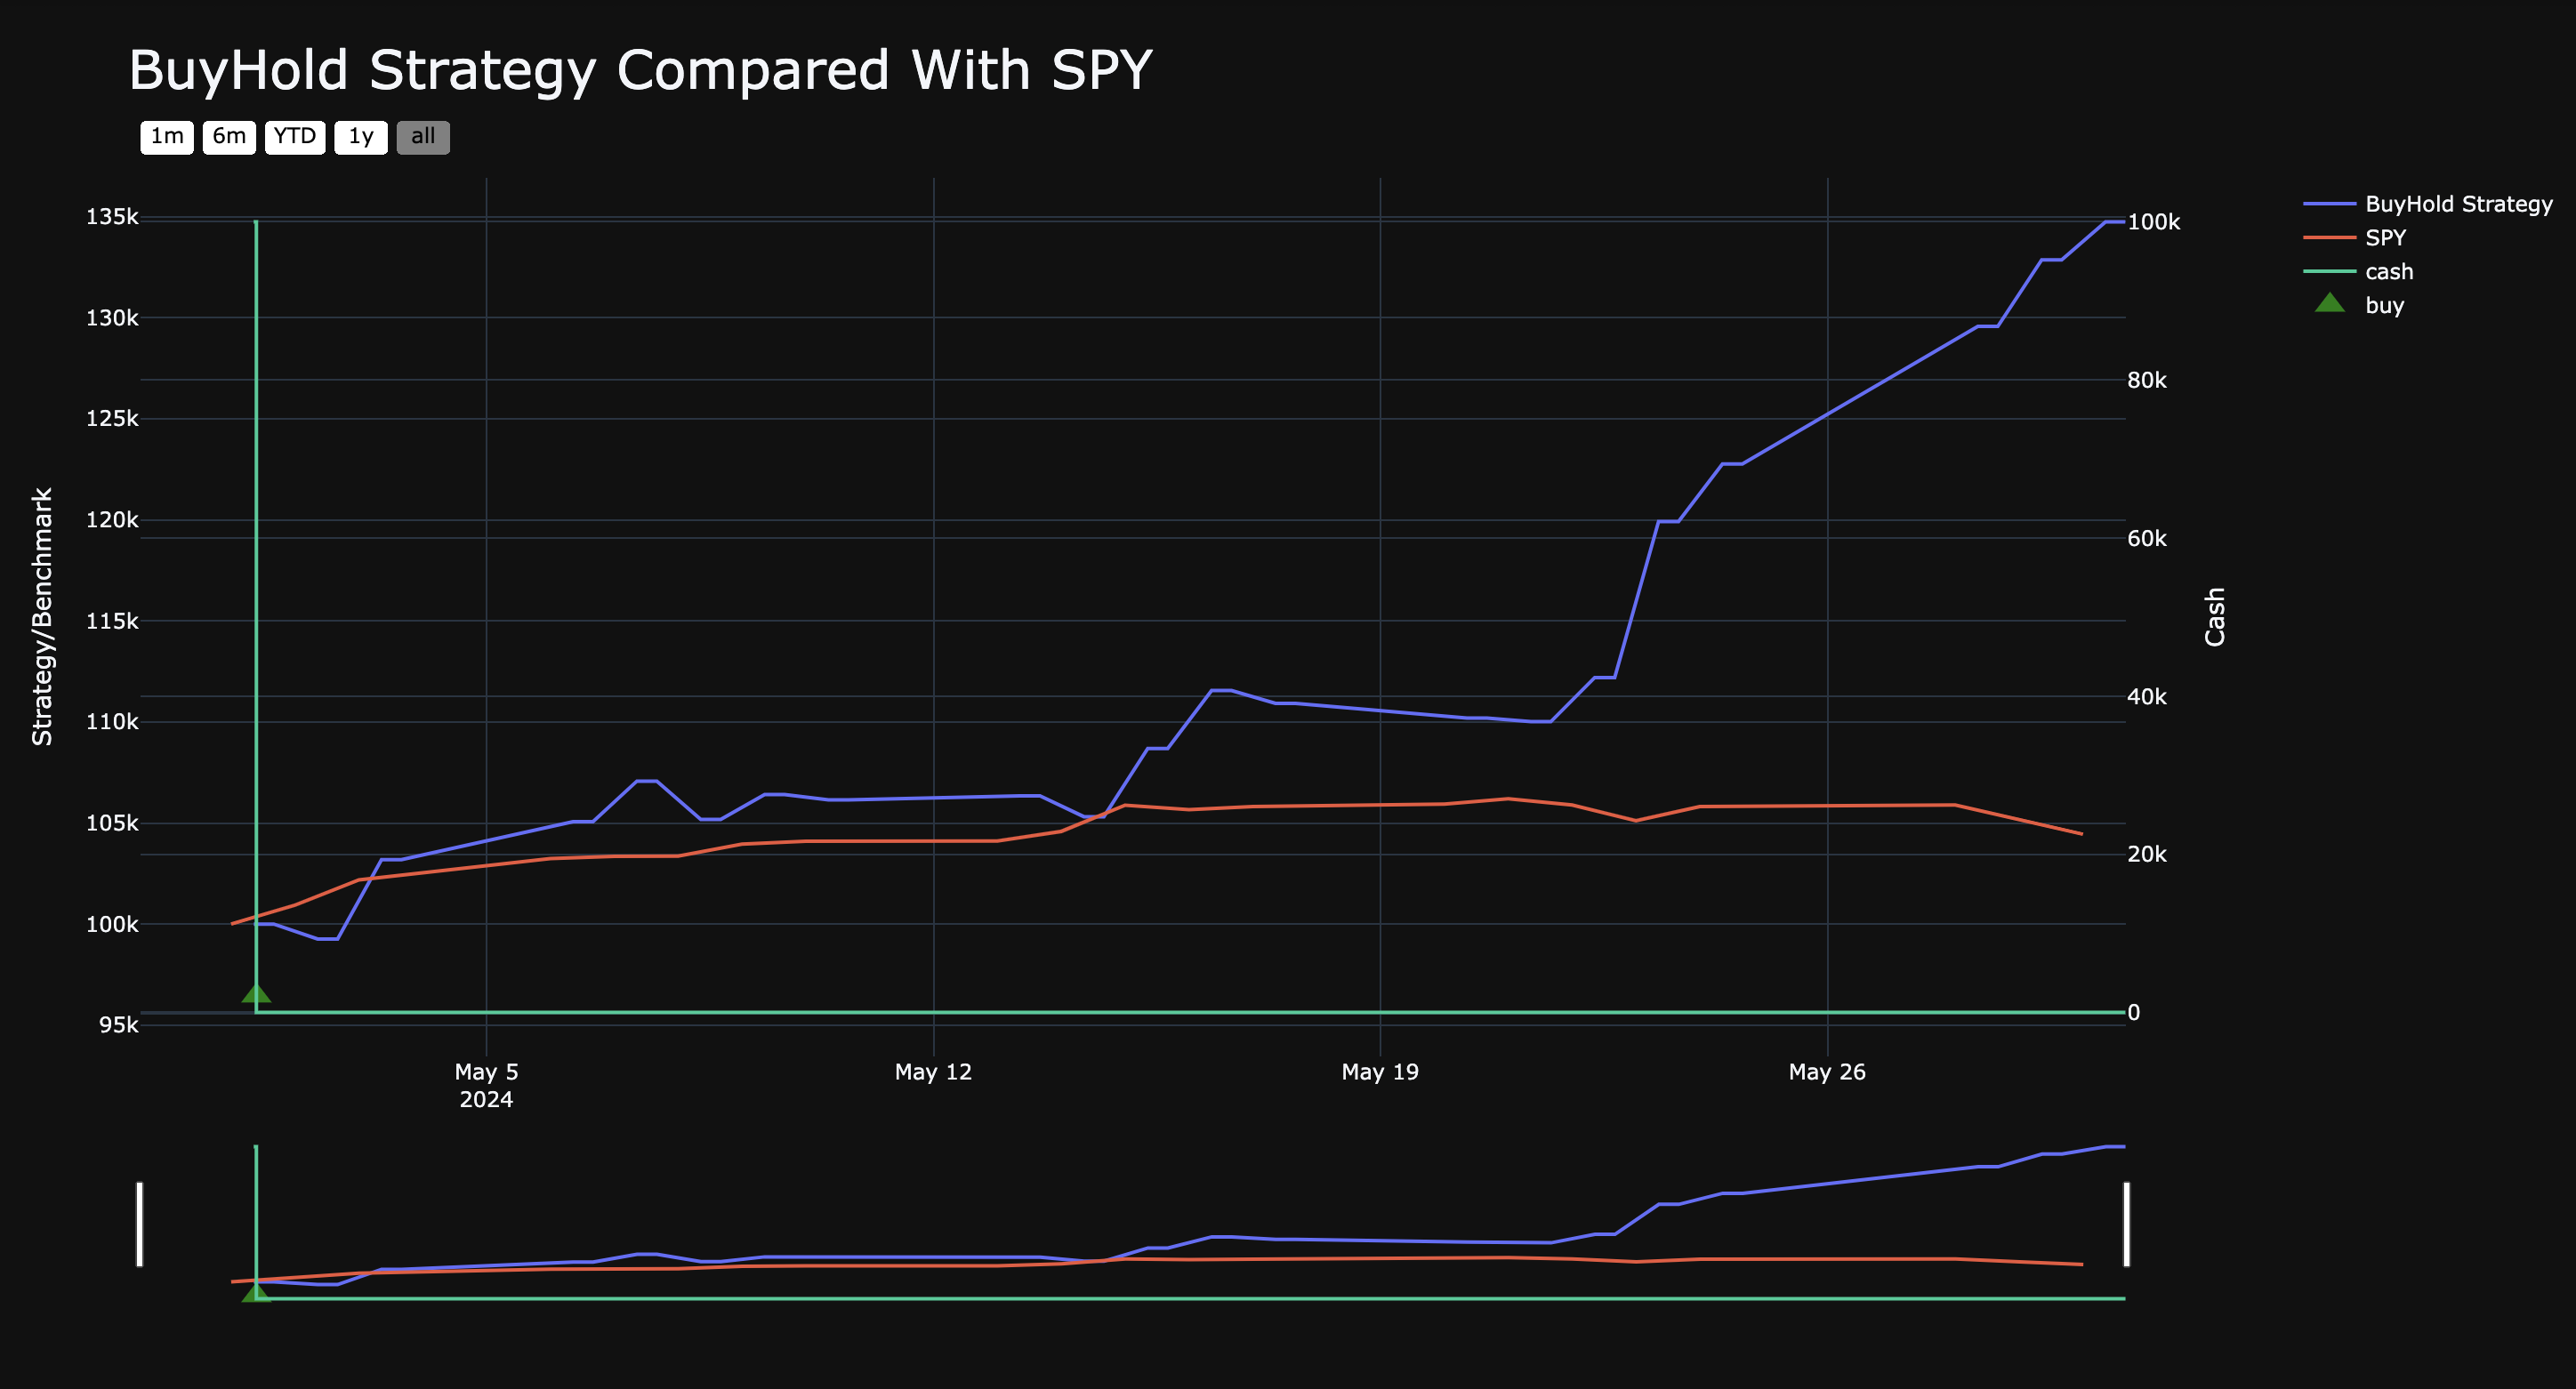 BuyHold Strategy Compared With SPY
1m 6m YTD 1y all
135k
130k
125k
120k
115k
110k
105k
100k
95k
Strategy/Benchmark
100k
80k
60k
40k
20k
0
Cash
BuyHold Strategy
SPY
cash
buy
May 5
2024
May 12
May 19
May 26